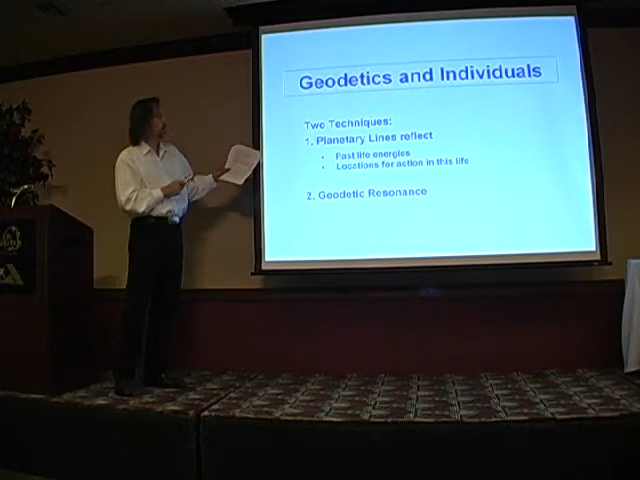 Geodetics and Individuals
Two Techniques:
1. Planetary Lines reflect
• Past life energies
• Locations for action in this life
2. Geodetic Resonance